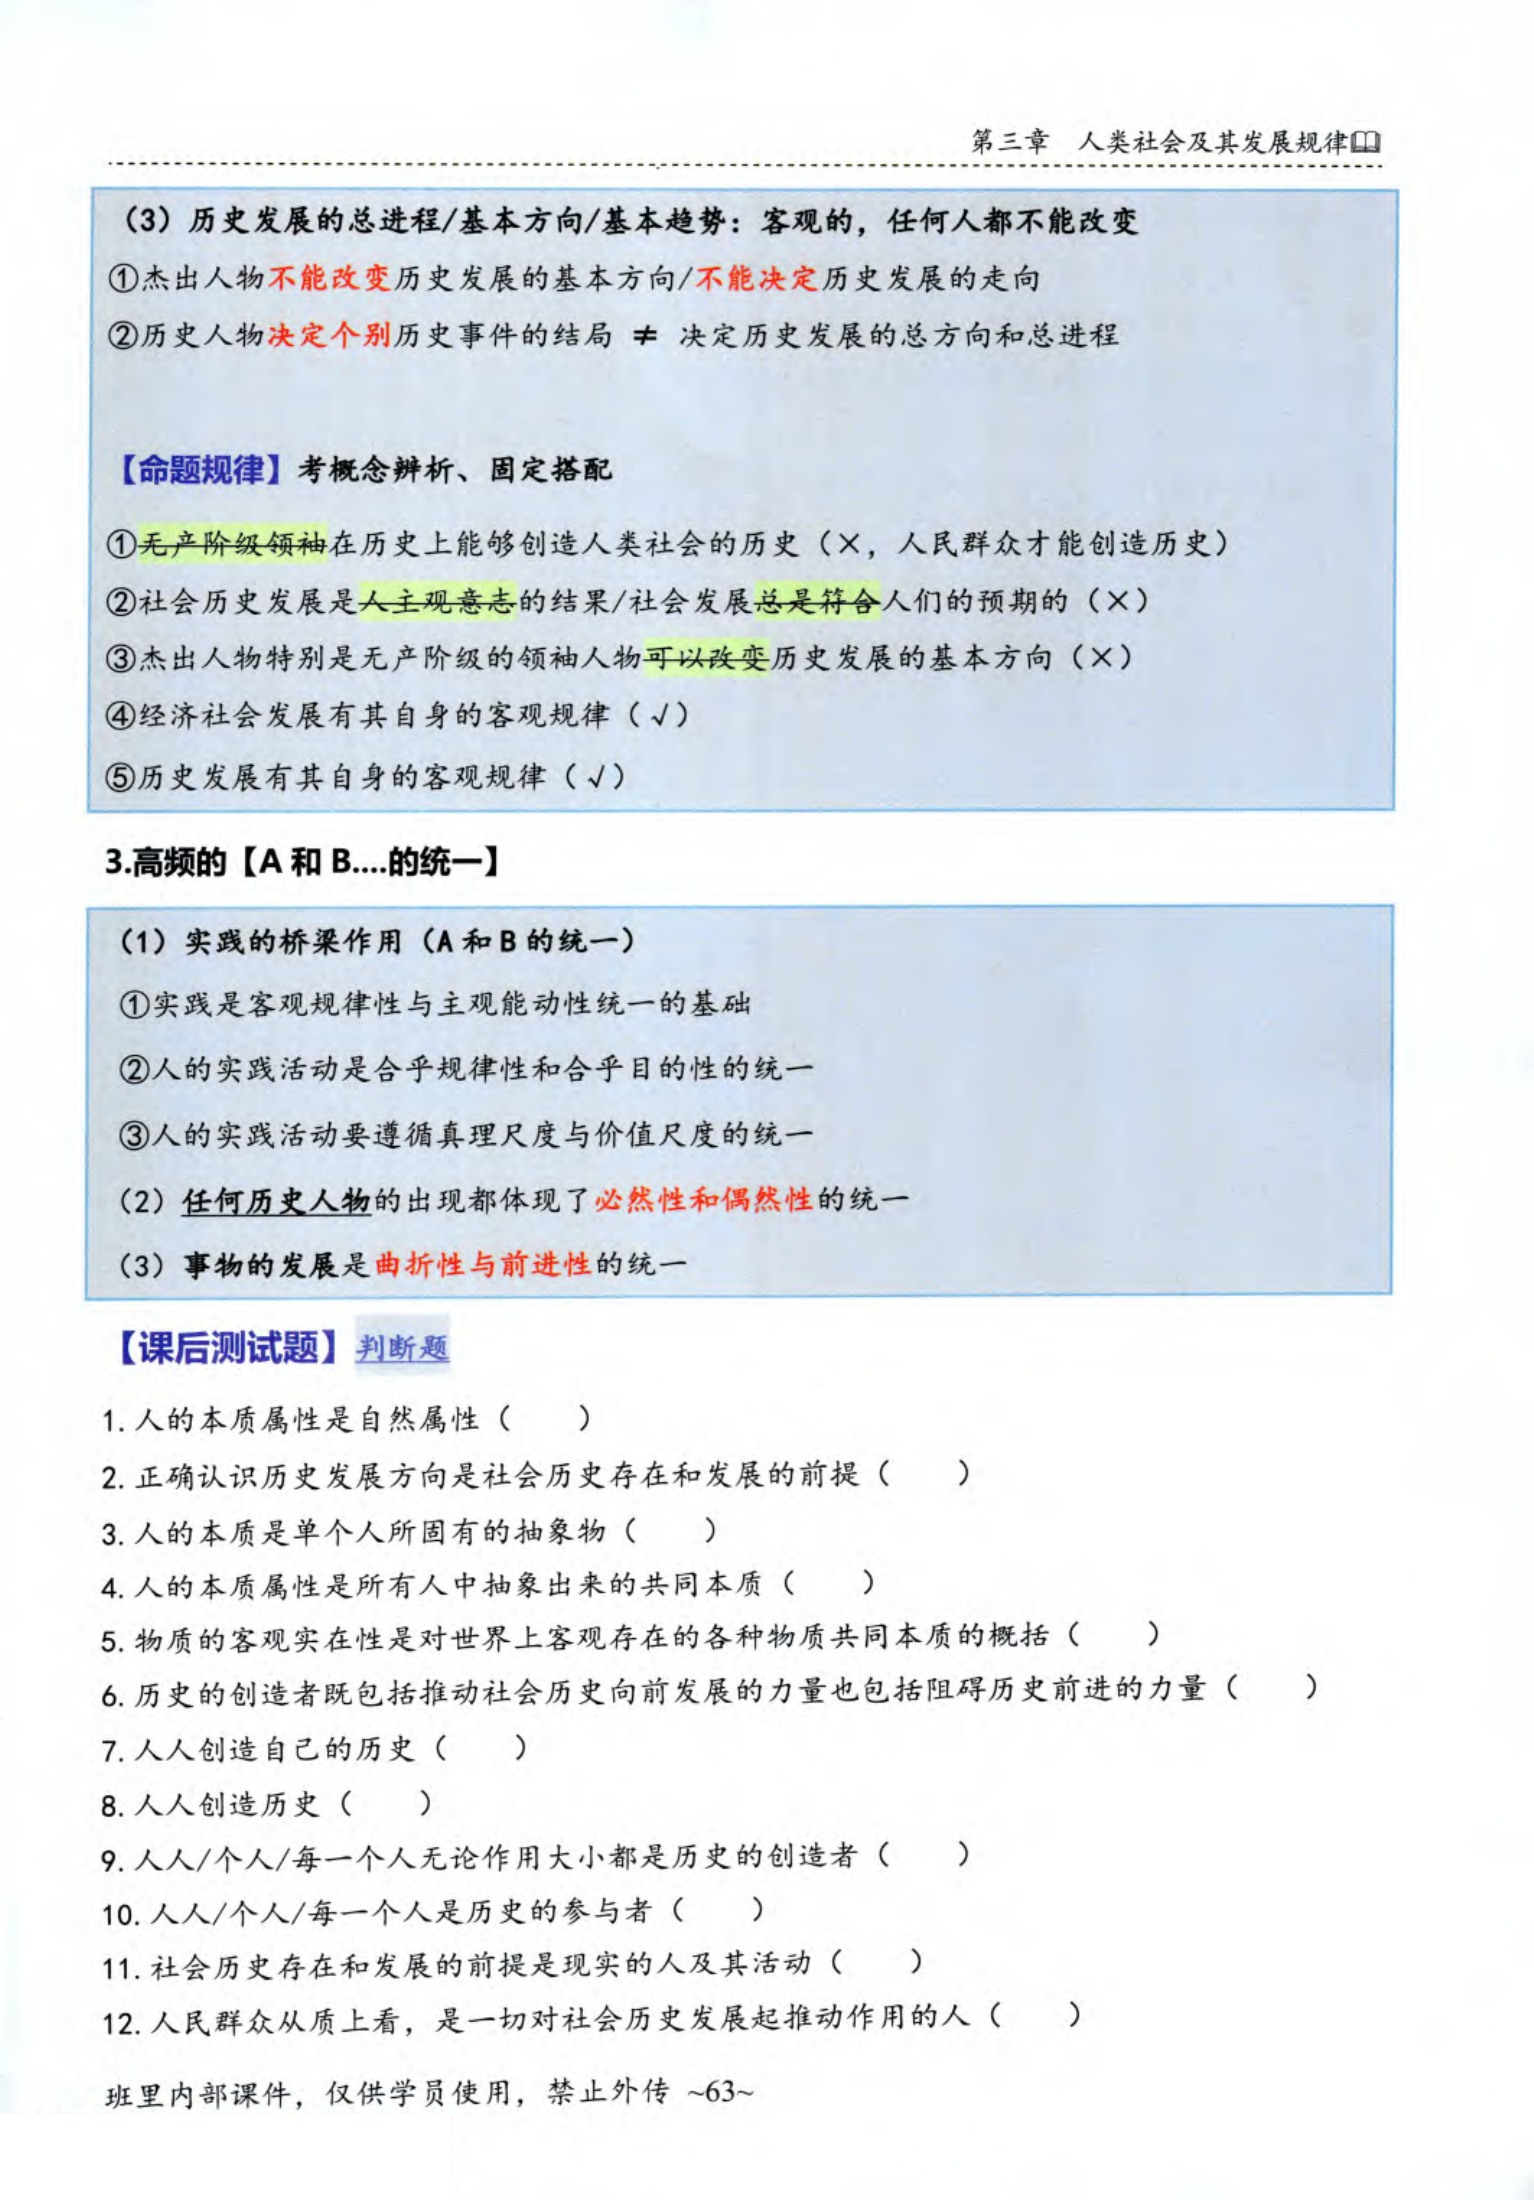 第三章 人类社会及其发展规律
（3）历史发展的总进程/基本方向/基本趋势：客观的，任何人都不能改变
①杰出人物不能改变历史发展的基本方向/不能决定历史发展的走向
②历史人物决定个别历史事件的结局 ≠ 决定历史发展的总方向和总进程
【命题规律】考概念辨析、固定搭配
①无产阶级领袖在历史上能够创造人类社会的历史（×，人民群众才能创造历史）
②社会历史发展是人主观意志的结果/社会发展总是符合人们的预期的（×）
③杰出人物特别是无产阶级的领袖人物可以改变历史发展的基本方向（×）
④经济社会发展有其自身的客观规律（√）
⑤历史发展有其自身的客观规律（√）
3.高频的【A 和 B....的统一】
（1）实践的桥梁作用（A 和 B 的统一）
①实践是客观规律性与主观能动性统一的基础
②人的实践活动是合乎规律性和合乎目的性的统一
③人的实践活动要遵循真理尺度与价值尺度的统一
（2）任何历史人物的出现都体现了必然性和偶然性的统一
（3）事物的发展是曲折性与前进性的统一
【课后测试题】判断题
1. 人的本质属性是自然属性（　　）
2. 正确认识历史发展方向是社会历史存在和发展的前提（　　）
3. 人的本质是单个人所固有的抽象物（　　）
4. 人的本质属性是所有人中抽象出来的共同本质（　　）
5. 物质的客观实在性是对世界上客观存在的各种物质共同本质的概括（　　）
6. 历史的创造者既包括推动社会历史向前发展的力量也包括阻碍历史前进的力量（　　）
7. 人人创造自己的历史（　　）
8. 人人创造历史（　　）
9. 人人/个人/每一个人无论作用大小都是历史的创造者（　　）
10. 人人/个人/每一个人是历史的参与者（　　）
11. 社会历史存在和发展的前提是现实的人及其活动（　　）
12. 人民群众从质上看，是一切对社会历史发展起推动作用的人（　　）
班里内部课件，仅供学员使用，禁止外传 ~63~